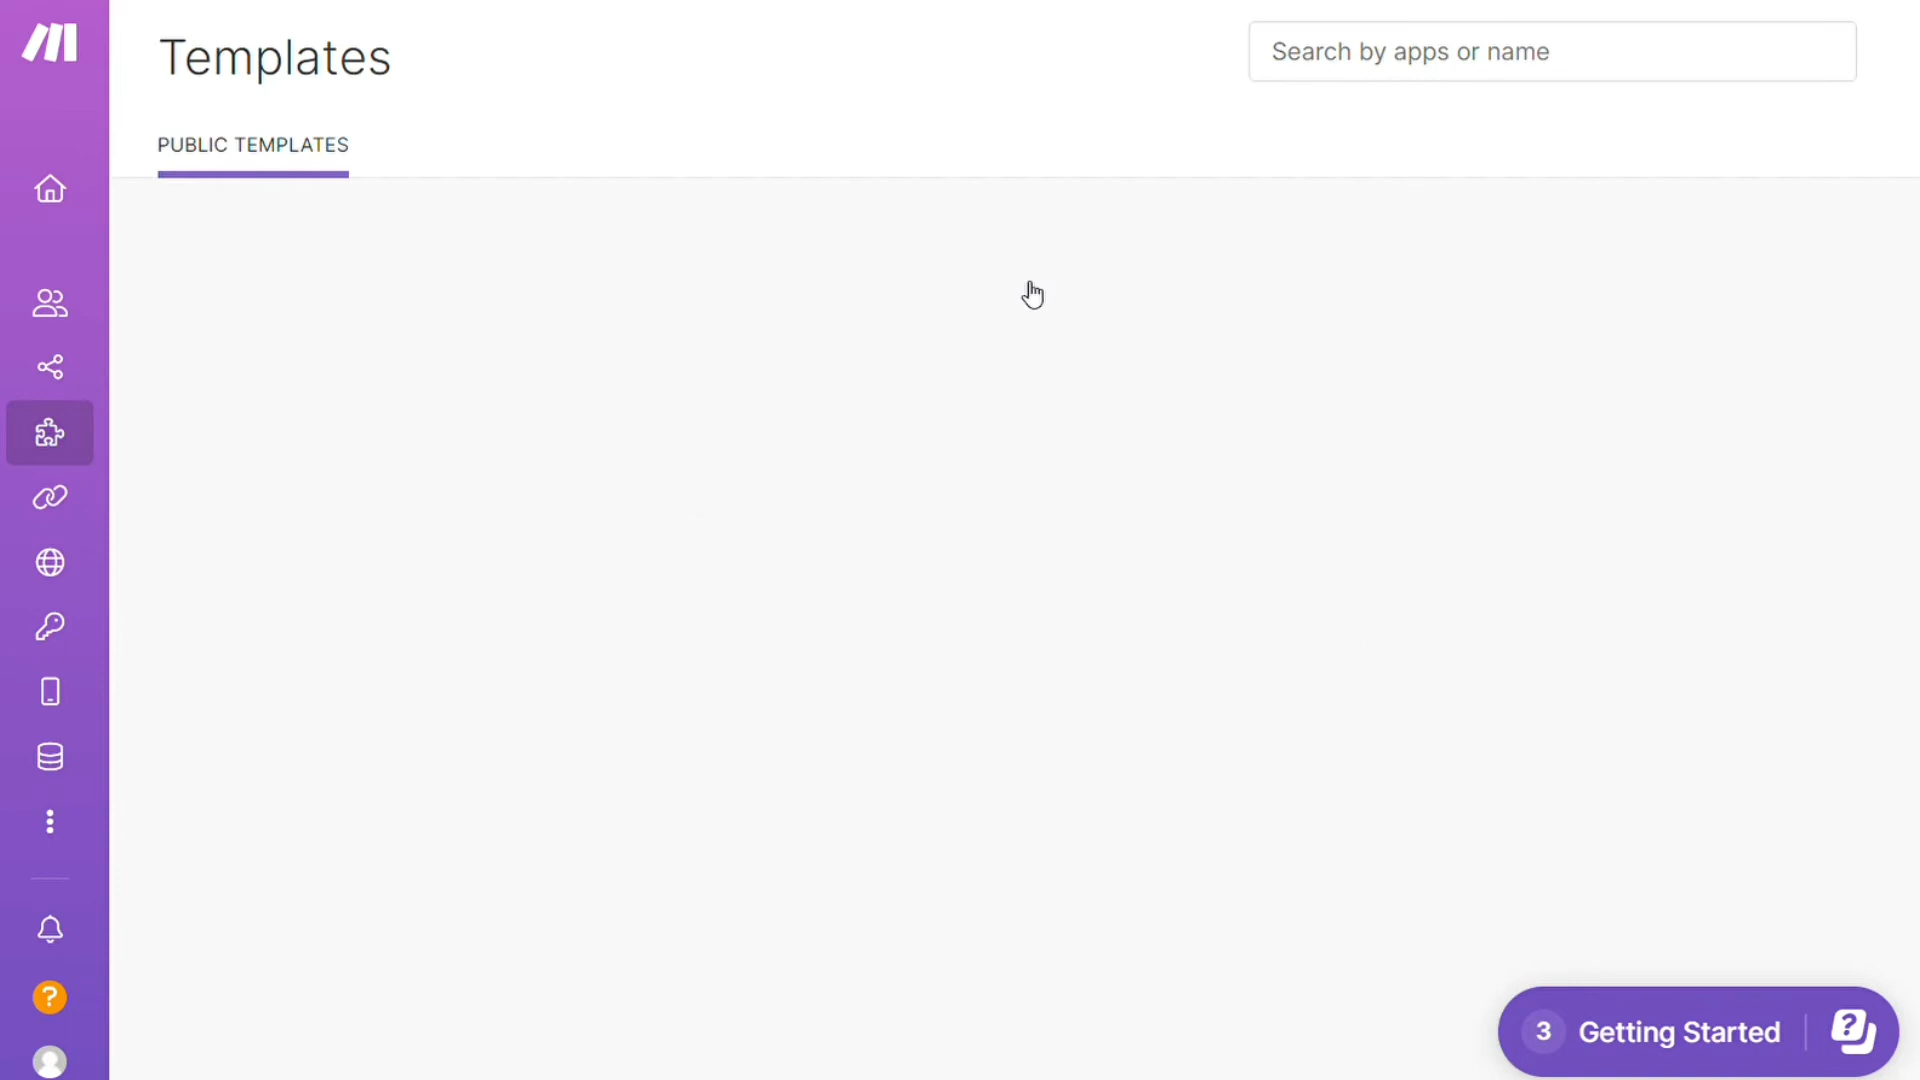 Templates
Search by apps or name
PUBLIC TEMPLATES
?
3 Getting Started ?